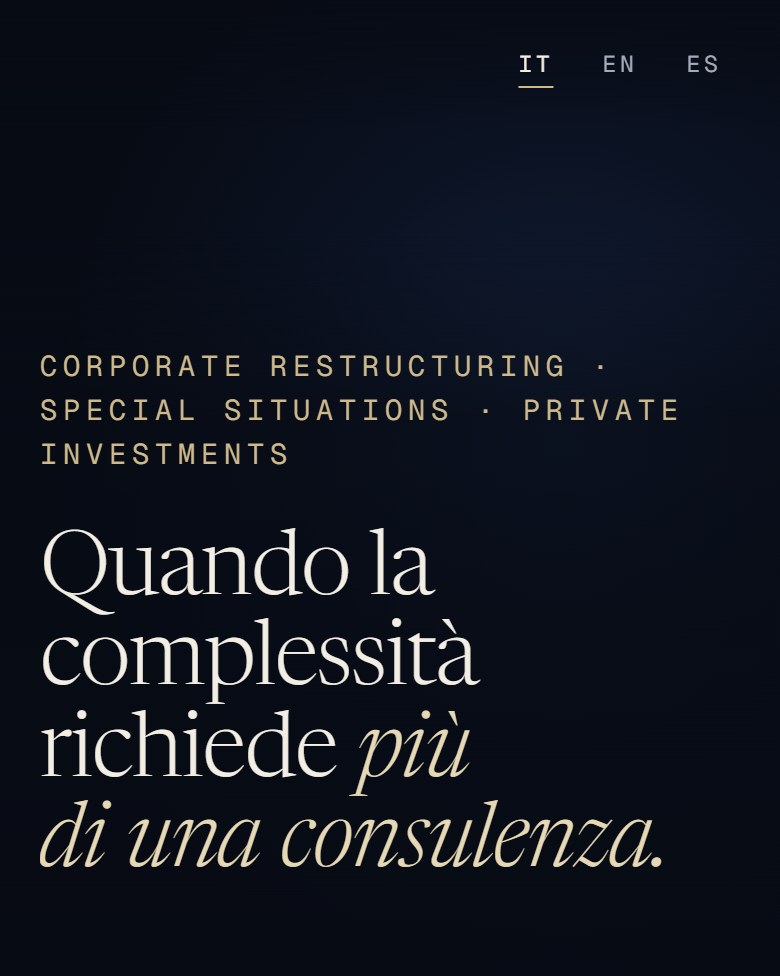 IT EN ES
CORPORATE RESTRUCTURING ·
SPECIAL SITUATIONS · PRIVATE
INVESTMENTS
Quando la
complessità
richiede più
di una consulenza.